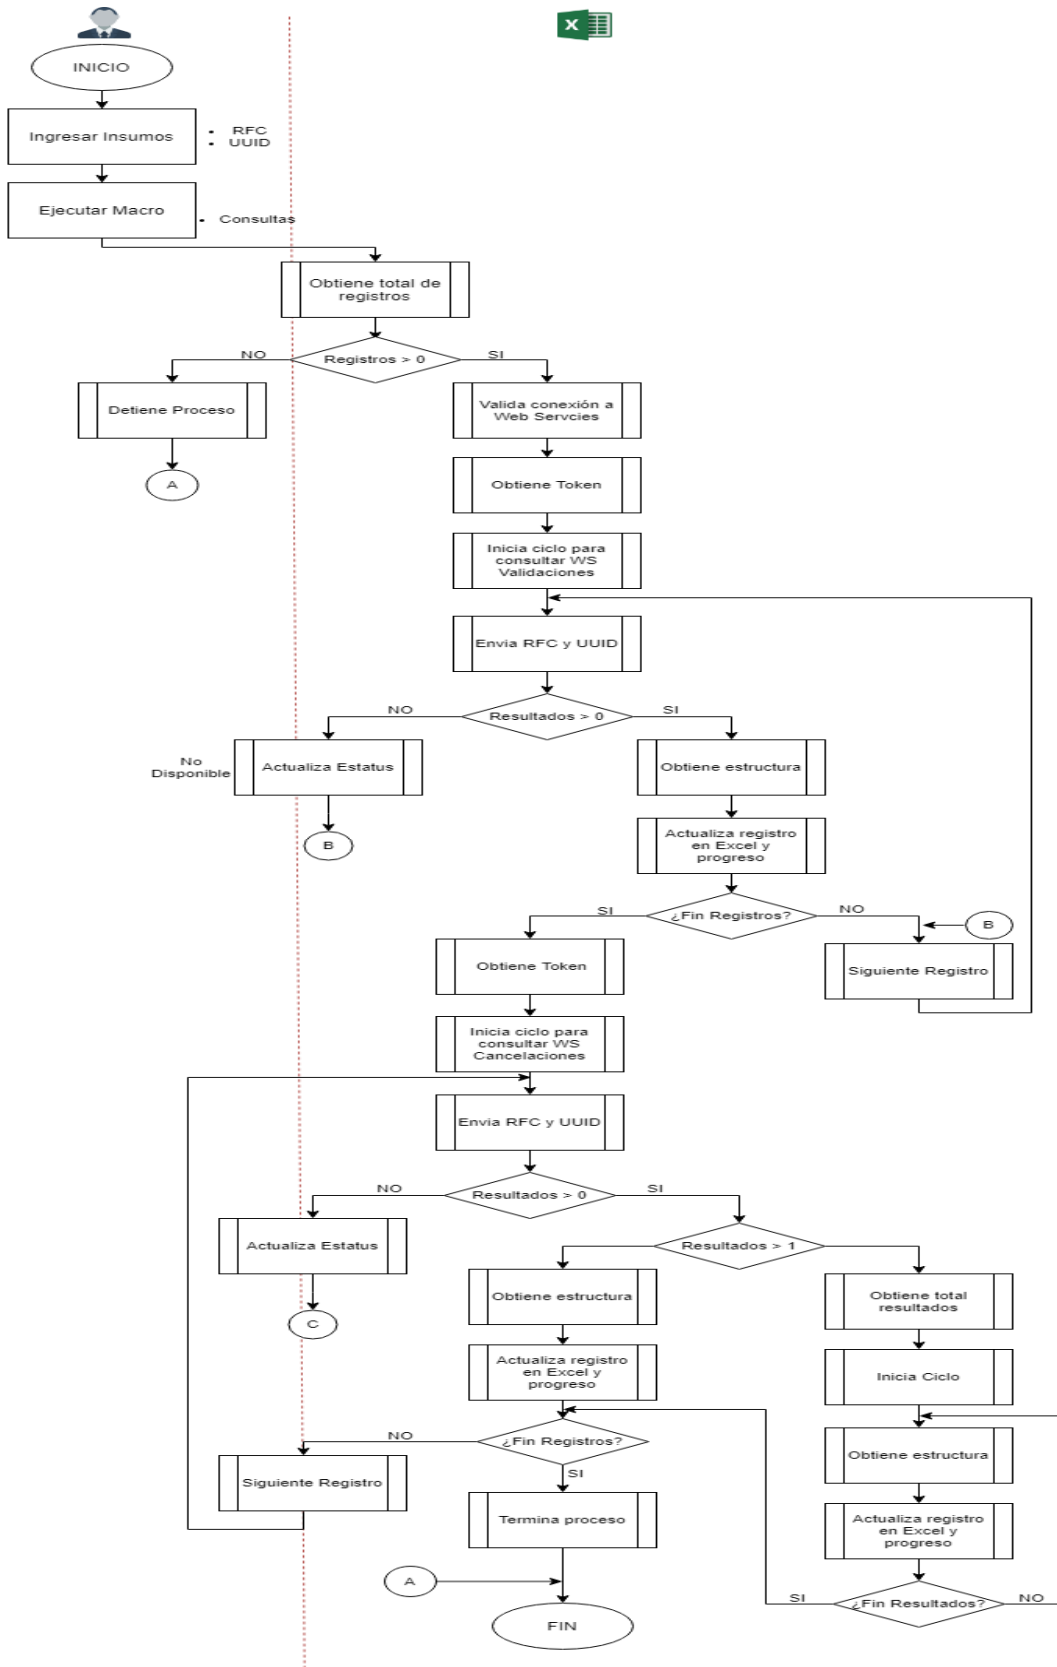 X
INICIO
Ingresar Insumos
• RFC
• UUID
Ejecutar Macro
• Consultas
Obtiene total de
registros
Registros > 0
NO
SI
Detiene Proceso
A
Valida conexión a
Web Servcies
Obtiene Token
Inicia ciclo para
consultar WS
Validaciones
Envia RFC y UUID
Resultados > 0
NO
SI
No
Disponible
Actualiza Estatus
B
Obtiene estructura
Actualiza registro
en Excel y
progreso
¿Fin Registros?
SI
NO
B
Siguiente Registro
Obtiene Token
Inicia ciclo para
consultar WS
Cancelaciones
Envia RFC y UUID
Resultados > 0
NO
SI
Actualiza Estatus
C
Resultados > 1
Obtiene estructura
Actualiza registro
en Excel y
progreso
Obtiene total
resultados
Inicia Ciclo
Obtiene estructura
Actualiza registro
en Excel y
progreso
¿Fin Resultados?
SI
NO
¿Fin Registros?
NO
SI
Siguiente Registro
Termina proceso
A
FIN